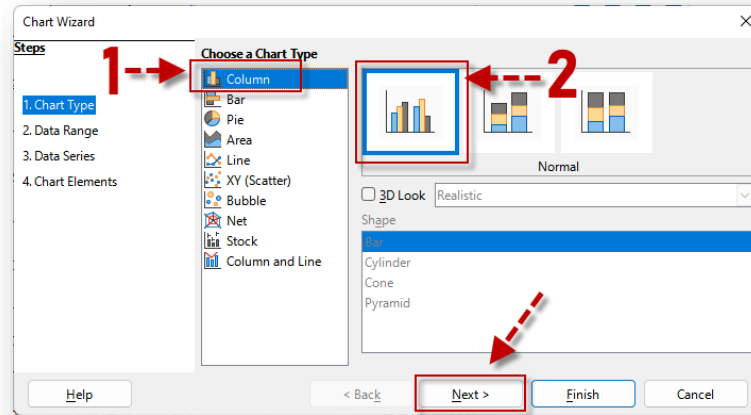 Chart Wizard
Steps
1. Chart Type
2. Data Range
3. Data Series
4. Chart Elements
1
Choose a Chart Type
Column
Bar
Pie
Area
Line
XY (Scatter)
Bubble
Net
Stock
Column and Line
2
Normal
3D Look Realistic
Shape
Bar
Cylinder
Cone
Pyramid
Help < Back Next > Finish Cancel